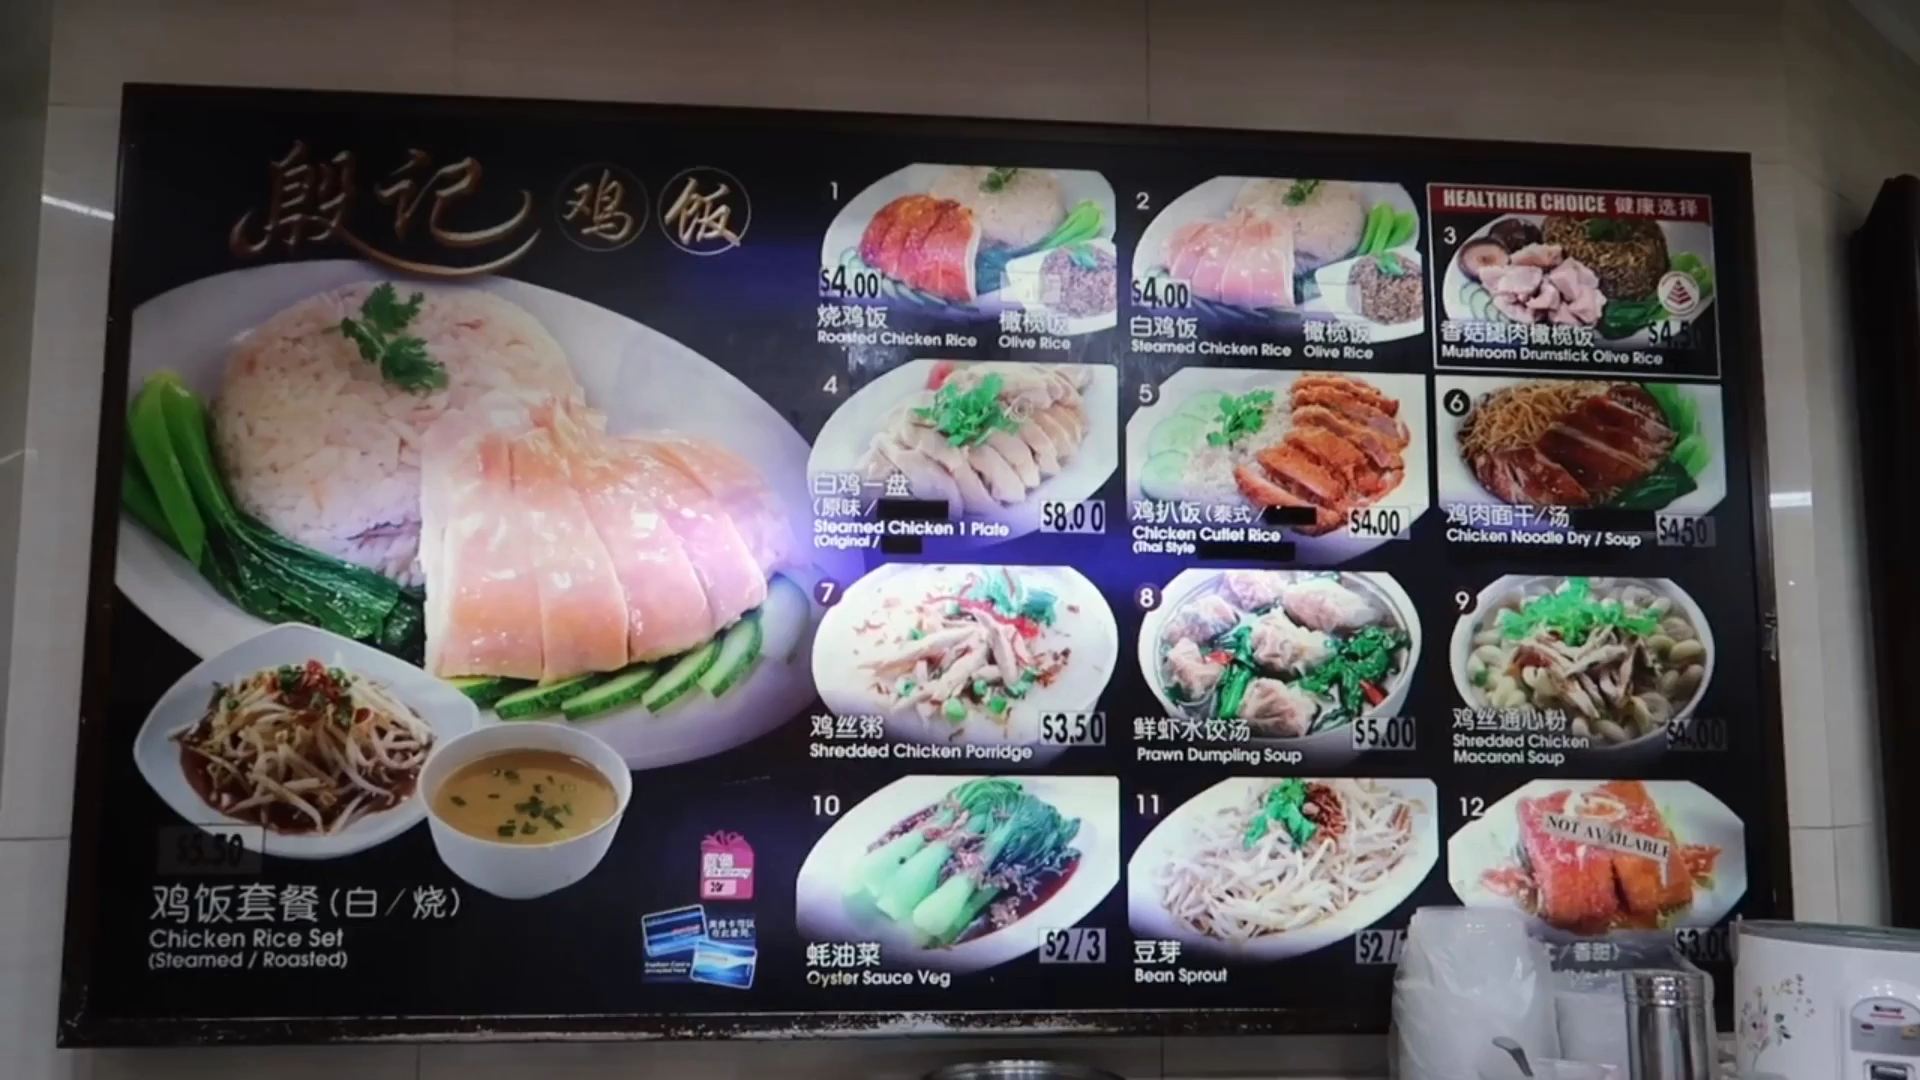 殷记 鸡 饭
$5.50
鸡饭套餐(白/烧)
Chicken Rice Set
(Steamed / Roasted)
1
$4.00
烧鸡饭 橄榄饭
Roasted Chicken Rice Olive Rice
2
$4.00
白鸡饭 橄榄饭
Steamed Chicken Rice Olive Rice
HEALTHIER CHOICE 健康选择
3
$4.50
香菇腿肉橄榄饭
Mushroom Drumstick Olive Rice
4
白鸡一盘
(原味/
Steamed Chicken 1 Plate
(Original /
$8.00
5
鸡扒饭(泰式/
Chicken Cutlet Rice
(Thai Style
$4.00
6
鸡肉面干/汤
Chicken Noodle Dry / Soup
$4.50
7
鸡丝粥
Shredded Chicken Porridge
$3.50
8
鲜虾水饺汤
Prawn Dumpling Soup
$5.00
9
鸡丝通心粉
Shredded Chicken
Macaroni Soup
$4.00
10
蚝油菜
Oyster Sauce Veg
$2/3
11
豆芽
Bean Sprout
$2/
12
NOT AVAILABLE
/香甜)
$3.00